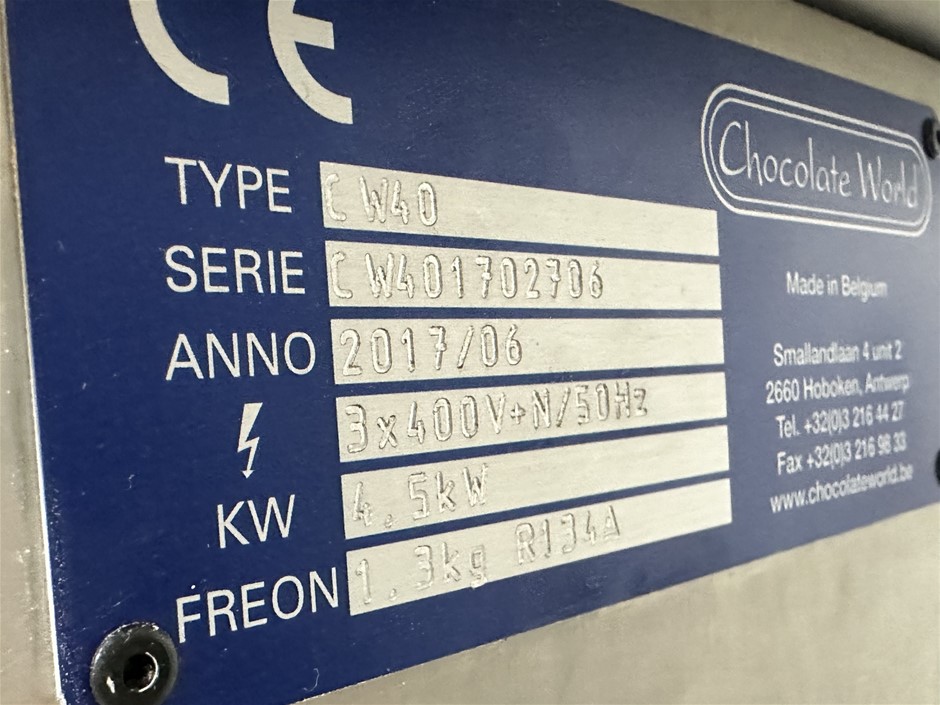 CE
Chocolate World
TYPE CW40
SERIE CW401702706
ANNO 2017/06
3x400V+N/50Hz
KW 4.5kW
FREON 1.3kg R134A
Made in Belgium
Smallandlaan 4 unit 2
2660 Hoboken, Antwerp
Tel. +32(0)3 216 44 27
Fax +32(0)3 216 98 33
www.chocolateworld.be